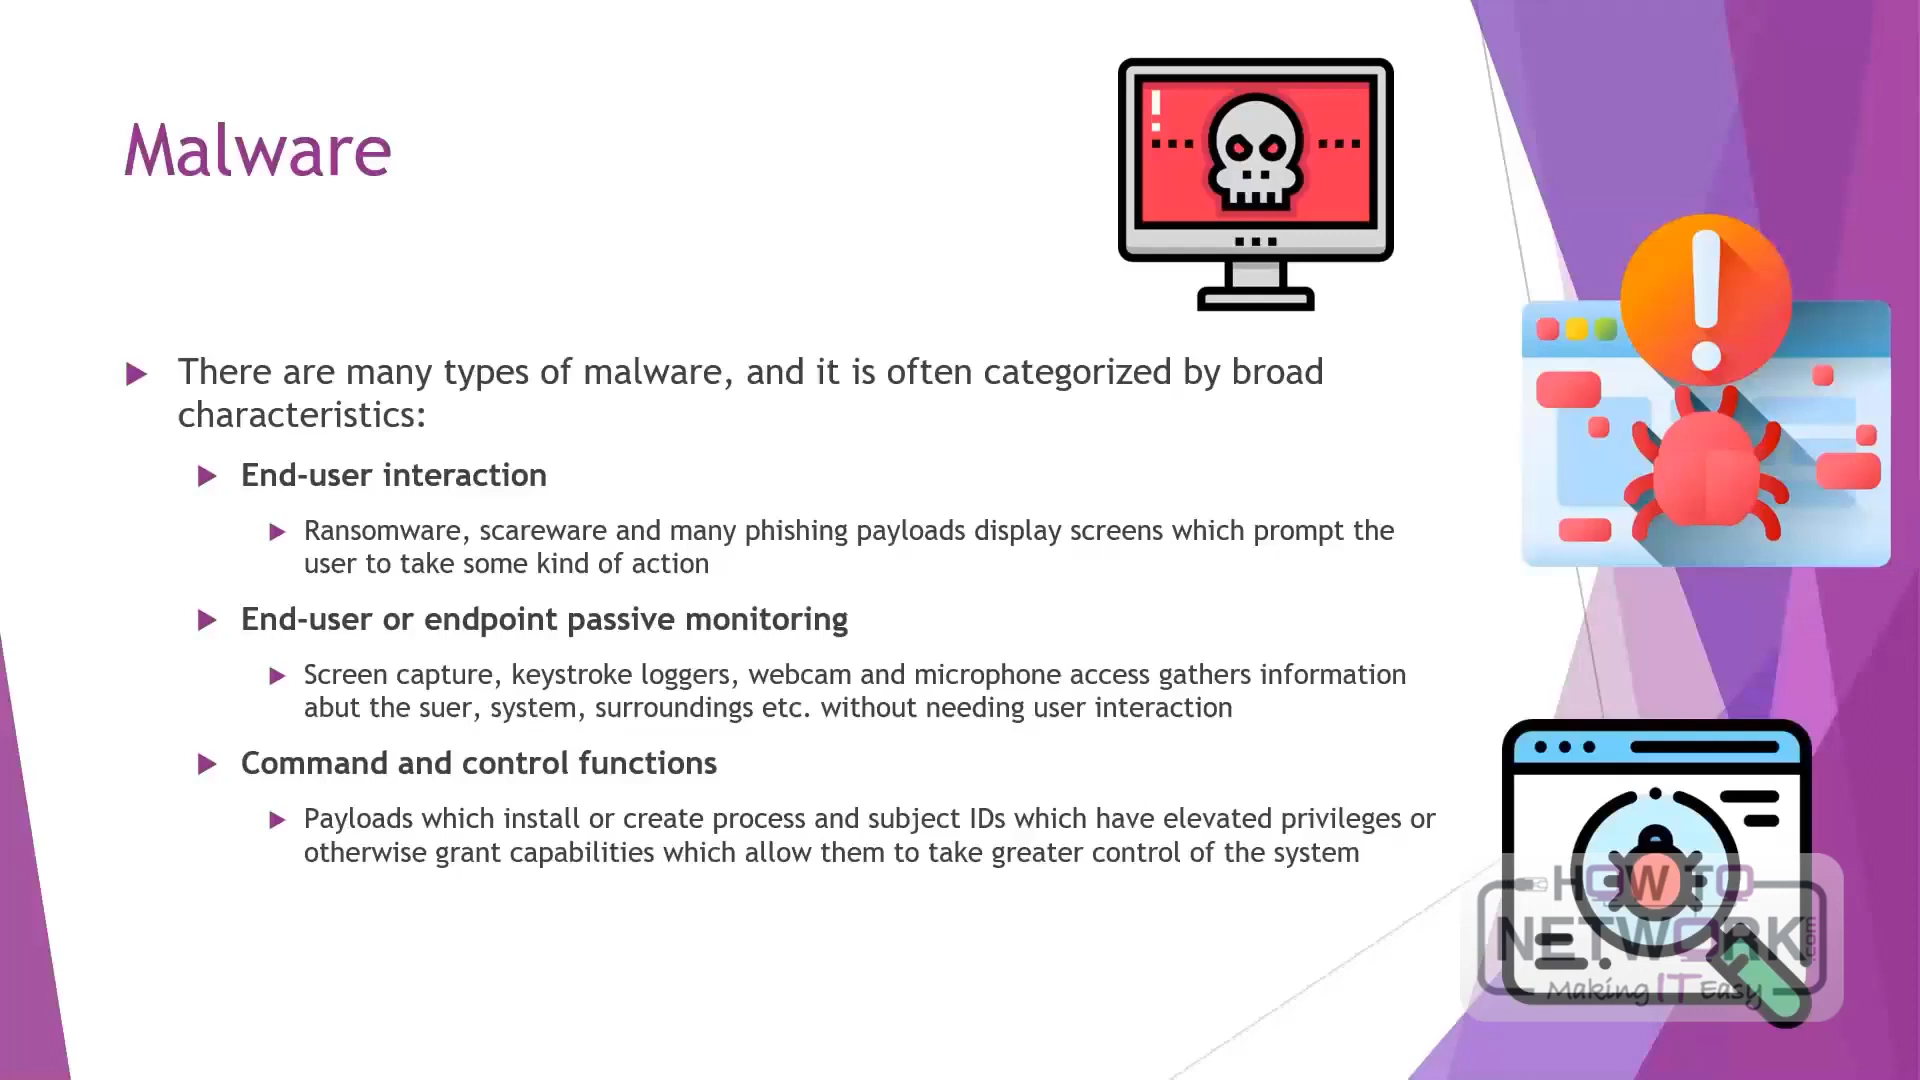 Malware
There are many types of malware, and it is often categorized by broad
characteristics:
End-user interaction
Ransomware, scareware and many phishing payloads display screens which prompt the
user to take some kind of action
End-user or endpoint passive monitoring
Screen capture, keystroke loggers, webcam and microphone access gathers information
abut the suer, system, surroundings etc. without needing user interaction
Command and control functions
Payloads which install or create process and subject IDs which have elevated privileges or
otherwise grant capabilities which allow them to take greater control of the system
HOW TO
NETWORK.com
Making IT Easy